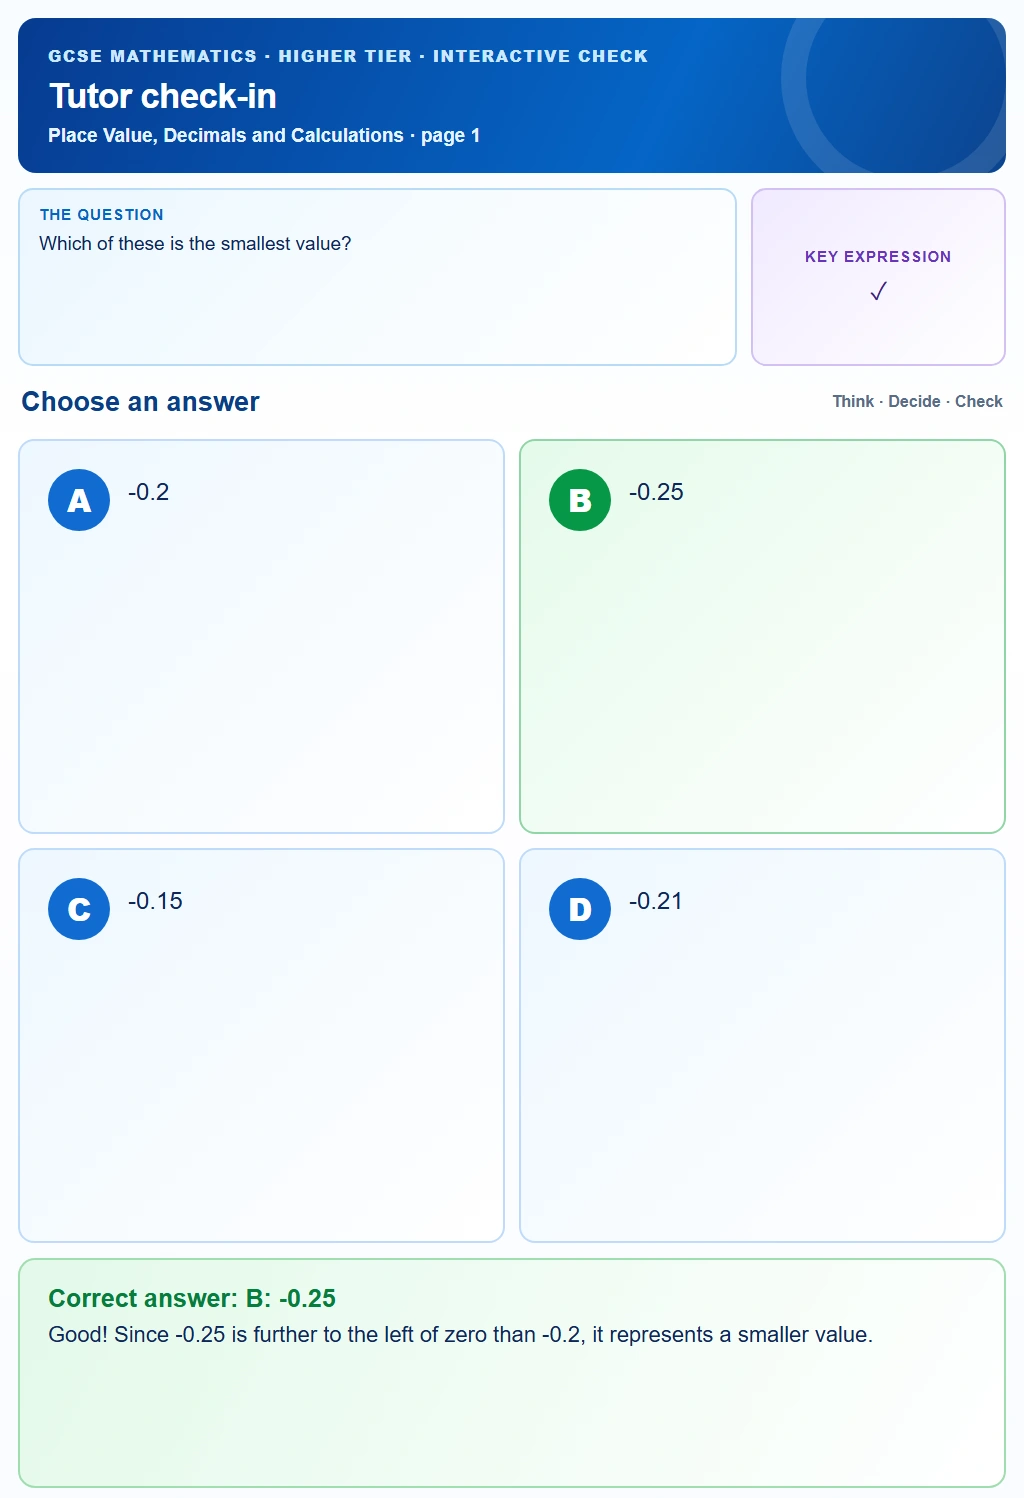 GCSE MATHEMATICS · HIGHER TIER · INTERACTIVE CHECK
Tutor check-in
Place Value, Decimals and Calculations · page 1
THE QUESTION
Which of these is the smallest value?
KEY EXPRESSION
✓
Choose an answer
Think · Decide · Check
A
-0.2
B
-0.25
C
-0.15
D
-0.21
Correct answer: B: -0.25
Good! Since -0.25 is further to the left of zero than -0.2, it represents a smaller value.